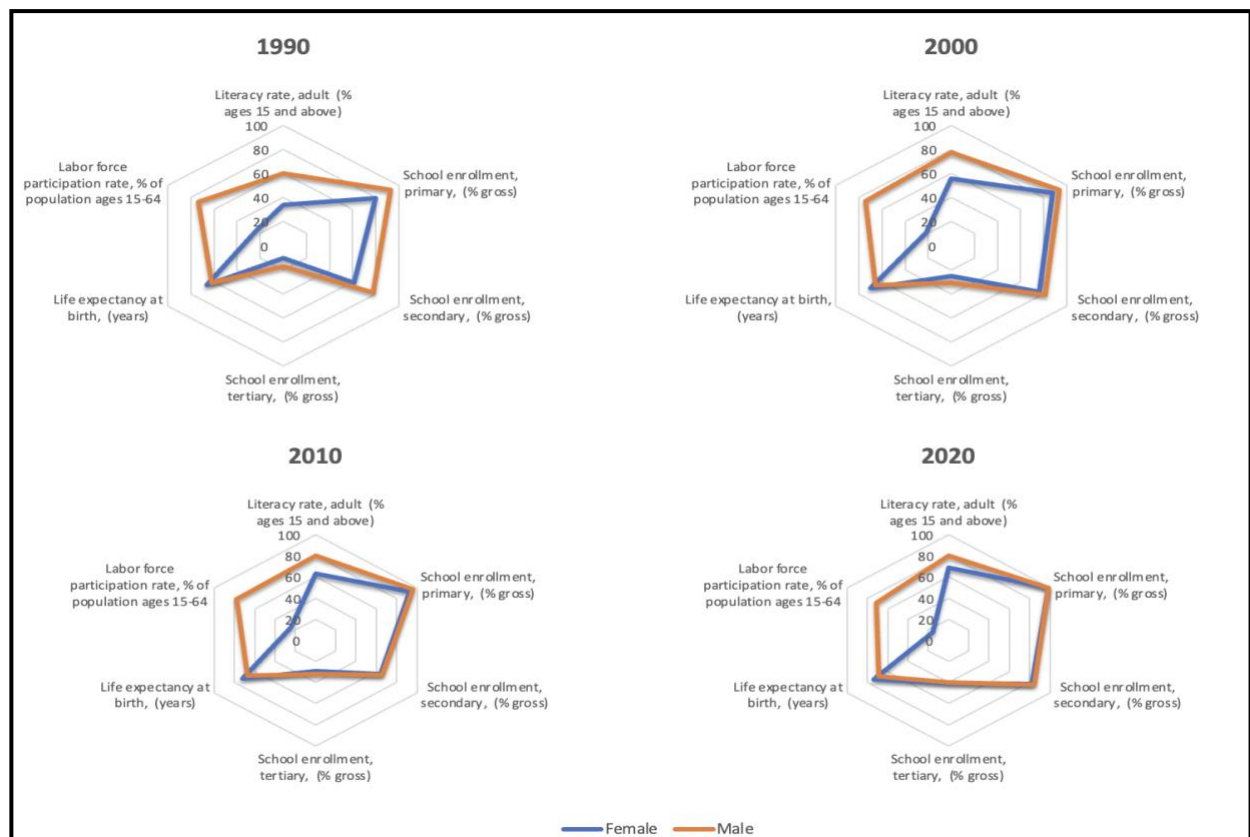 1990
Literacy rate, adult (%
ages 15 and above)
100
80
60
40
20
0
School enrollment,
primary, (% gross)
School enrollment,
secondary, (% gross)
School enrollment,
tertiary, (% gross)
Life expectancy at
birth, (years)
Labor force
participation rate, % of
population ages 15-64
2000
Literacy rate, adult (%
ages 15 and above)
100
80
60
40
20
0
School enrollment,
primary, (% gross)
School enrollment,
secondary, (% gross)
School enrollment,
tertiary, (% gross)
Life expectancy at birth,
(years)
Labor force
participation rate, % of
population ages 15-64
2010
Literacy rate, adult (%
ages 15 and above)
100
80
60
40
20
0
School enrollment,
primary, (% gross)
School enrollment,
secondary, (% gross)
School enrollment,
tertiary, (% gross)
Life expectancy at
birth, (years)
Labor force
participation rate, % of
population ages 15-64
2020
Literacy rate, adult (%
ages 15 and above)
100
80
60
40
20
0
School enrollment,
primary, (% gross)
School enrollment,
secondary, (% gross)
School enrollment,
tertiary, (% gross)
Life expectancy at
birth, (years)
Labor force
participation rate, % of
population ages 15-64
Female Male